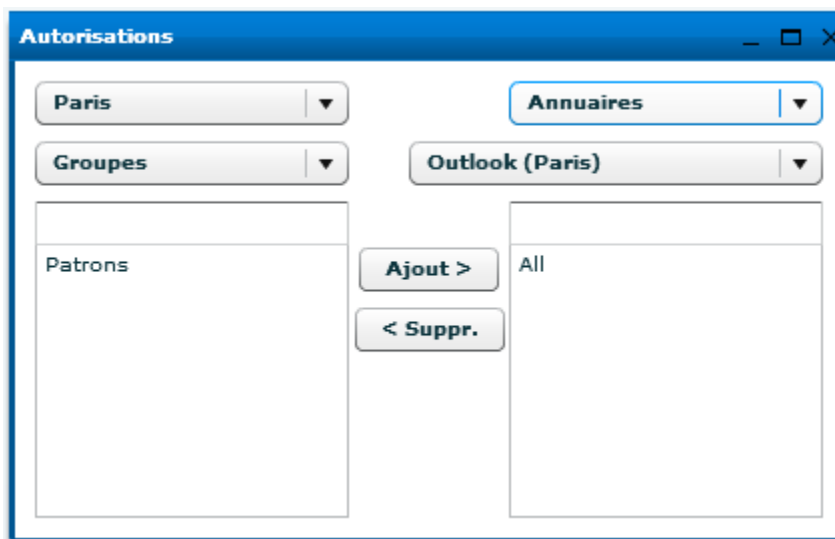 Autorisations
Paris
Annuaires
Groupes
Outlook (Paris)
Patrons
Ajout >
All
< Suppr.